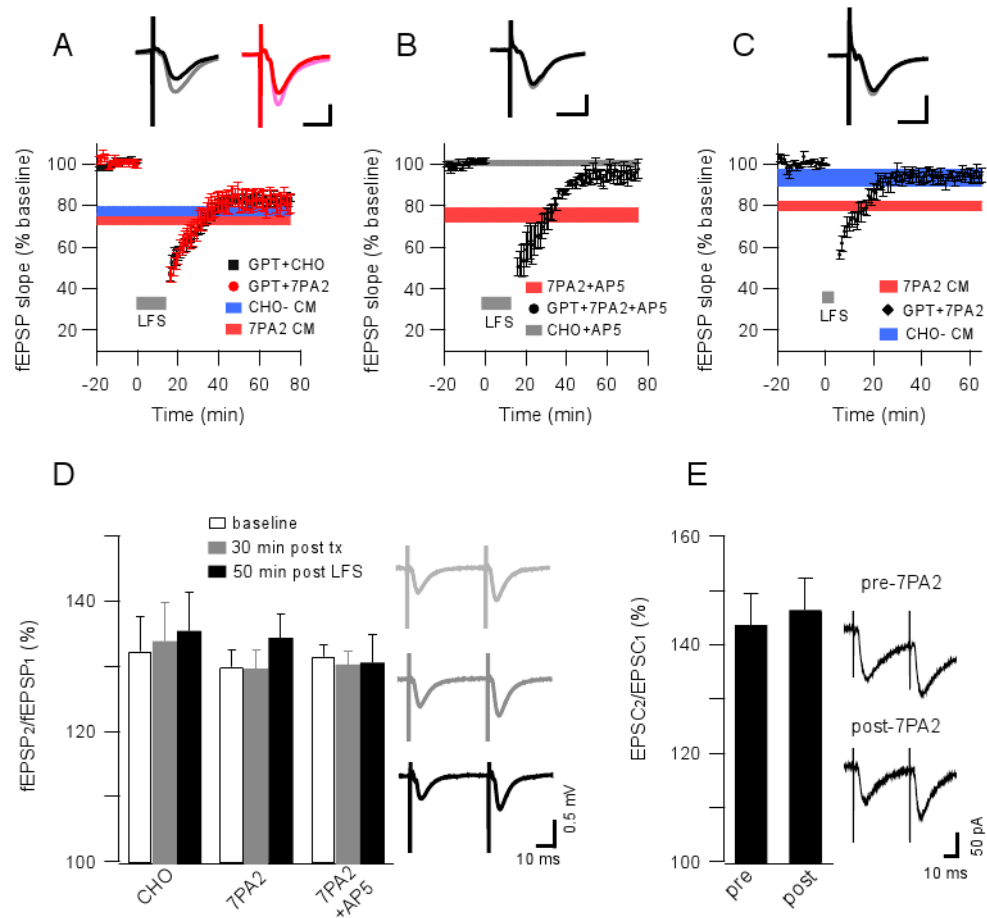 A
B
C
fEPSP slope (% baseline)
100
80
60
40
20
LFS
GPT+CHO
GPT+7PA2
CHO- CM
7PA2 CM
-20 0 20 40 60 80
Time (min)
fEPSP slope (% baseline)
100
80
60
40
20
LFS
7PA2+AP5
GPT+7PA2+AP5
CHO+AP5
-20 0 20 40 60 80
Time (min)
fEPSP slope (% baseline)
100
80
60
40
20
LFS
7PA2 CM
GPT+7PA2
CHO- CM
-20 0 20 40 60
Time (min)
D
fEPSP2/fEPSP1 (%)
140
120
100
baseline
30 min post tx
50 min post LFS
CHO
7PA2
7PA2
+AP5
0.5 mV
10 ms
E
EPSC2/EPSC1 (%)
160
140
120
100
pre
post
pre-7PA2
post-7PA2
50 pA
10 ms